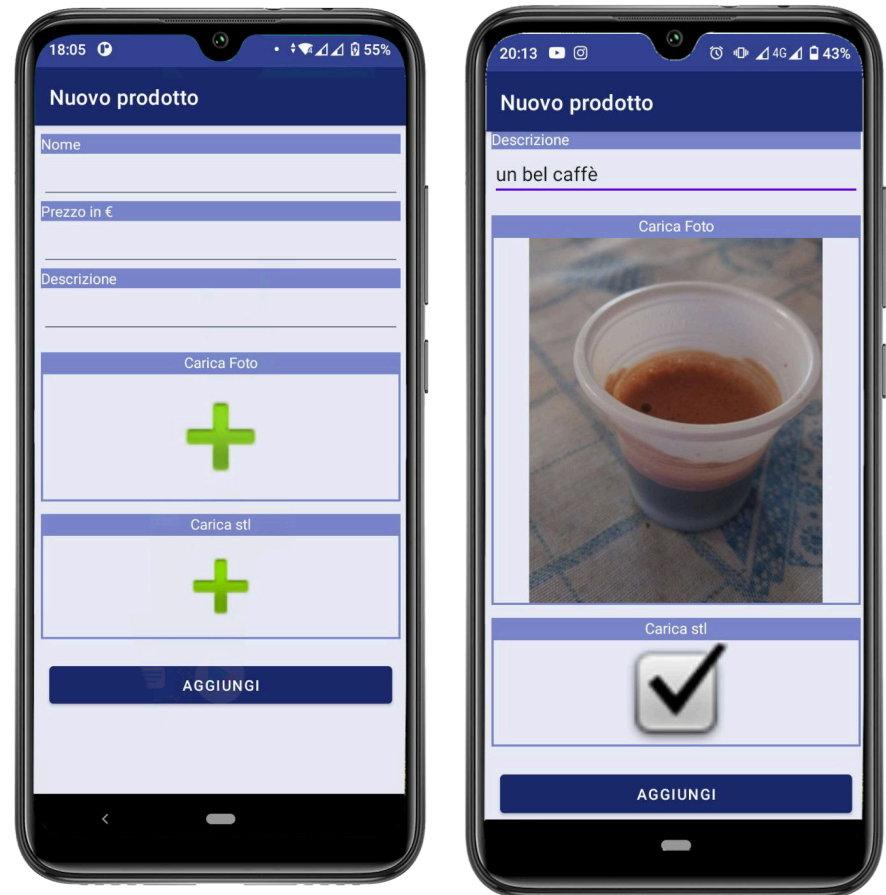 18:05
55%
Nuovo prodotto
Nome
Prezzo in €
Descrizione
Carica Foto
Carica stl
AGGIUNGI
20:13
4G
43%
Nuovo prodotto
Descrizione
un bel caffè
Carica Foto
Carica stl
AGGIUNGI